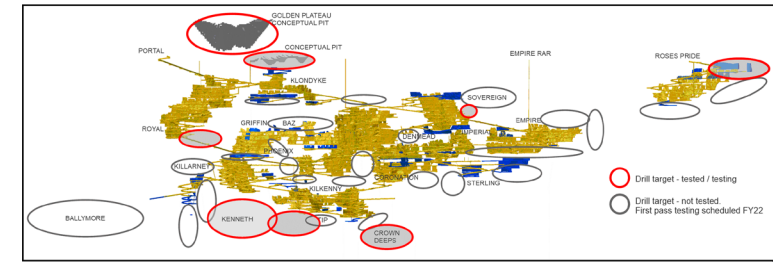 GOLDEN PLATEAU
CONCEPTUAL PIT
PORTAL
CONCEPTUAL PIT
EMPIRE RAR
ROSES PRIDE
KLONDYKE
SOVEREIGN
ROYAL
GRIFFIN
BAZ
DENMEAD
IMPERIAL
EMPIRE
PHOENIX
KILLARNEY
CORONATION
STERLING
KILKENNY
BALLYMORE
KENNETH
TIP
CROWN
DEEPS
Drill target - tested / testing
Drill target - not tested.
First pass testing scheduled FY22